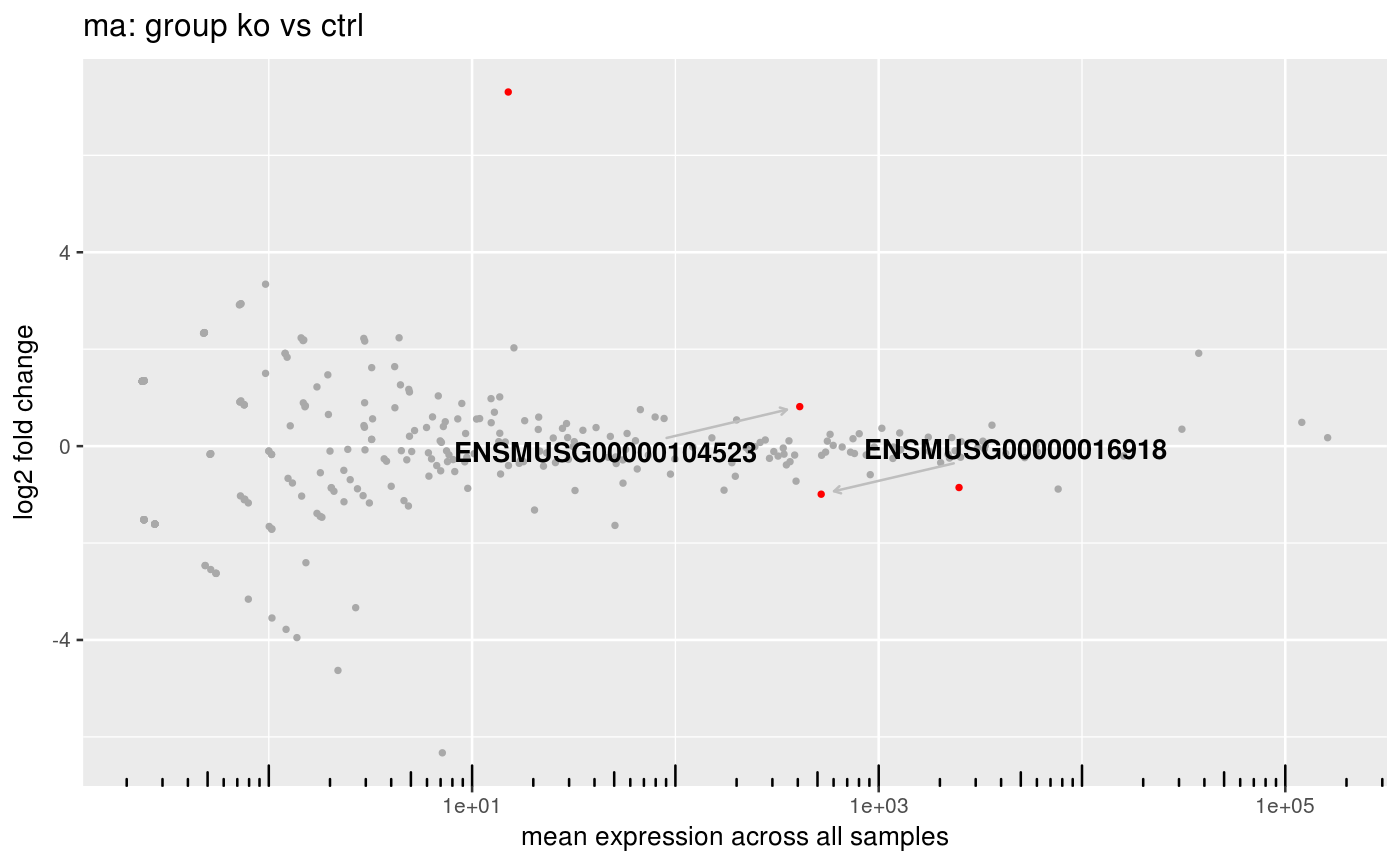 ma: group ko vs ctrl
log2 fold change
4
0
-4
ENSMUSG00000104523
ENSMUSG00000016918
1e+01
1e+03
1e+05
mean expression across all samples